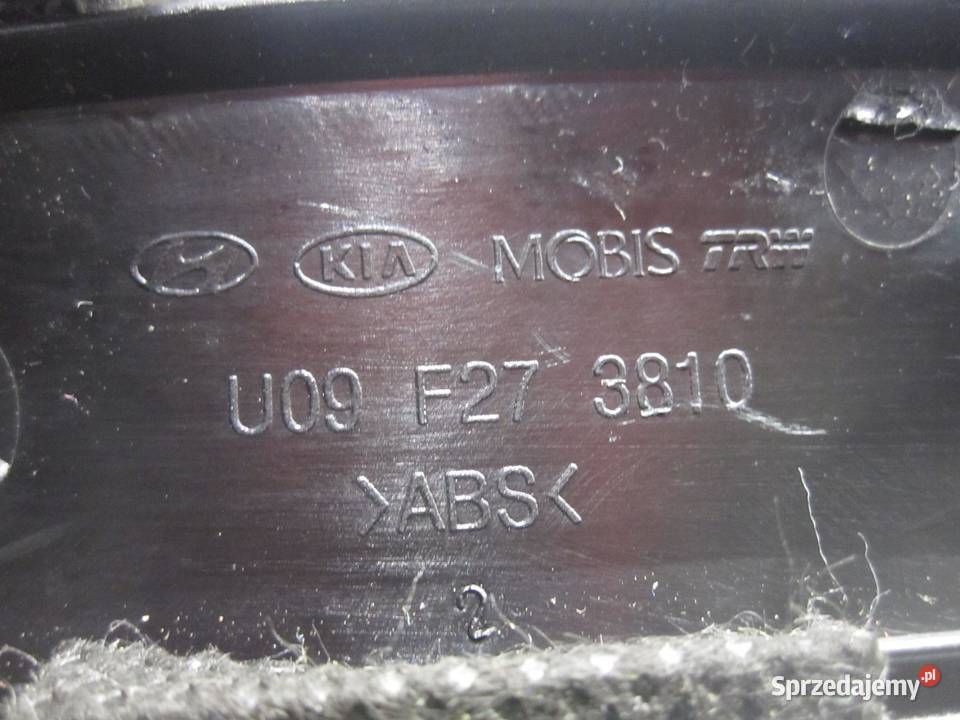 KIA MOBIS TRW
U09 F27 3810
>ABS<
2
Sprzedajemy.pl